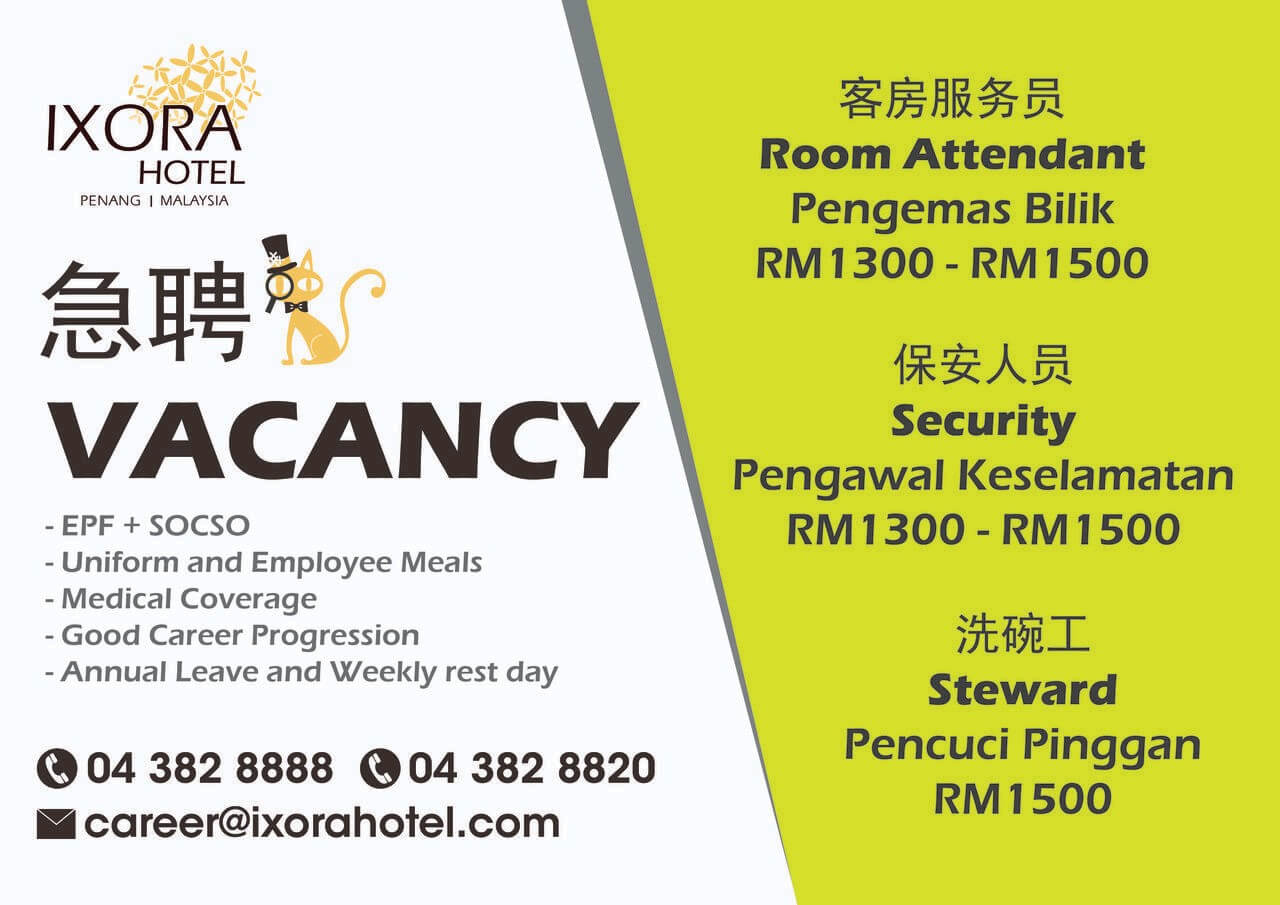 IXORA
HOTEL
PENANG | MALAYSIA
急聘
VACANCY
- EPF + SOCSO
- Uniform and Employee Meals
- Medical Coverage
- Good Career Progression
- Annual Leave and Weekly rest day
04 382 8888 04 382 8820
career@ixorahotel.com
客房服务员
Room Attendant
Pengemas Bilik
RM1300 - RM1500
保安人员
Security
Pengawal Keselamatan
RM1300 - RM1500
洗碗工
Steward
Pencuci Pinggan
RM1500